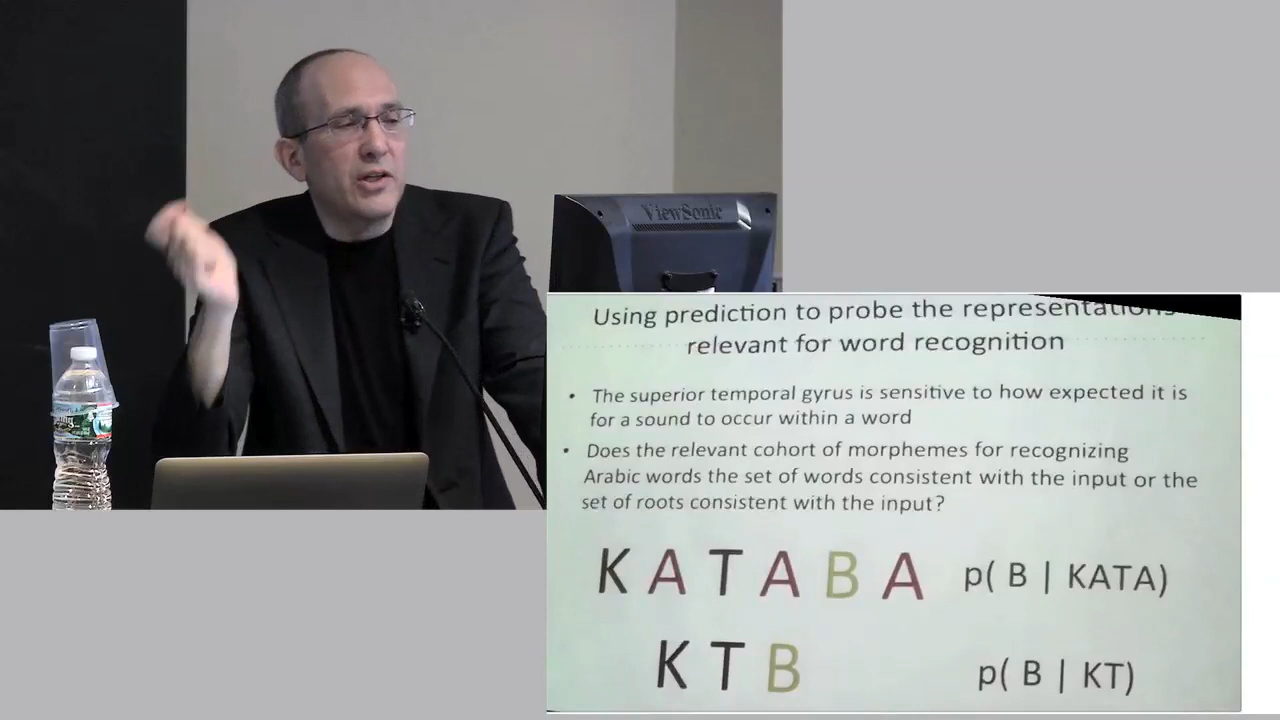 ViewSonic
Using prediction to probe the representations
relevant for word recognition
• The superior temporal gyrus is sensitive to how expected it is
for a sound to occur within a word
• Does the relevant cohort of morphemes for recognizing
Arabic words the set of words consistent with the input or the
set of roots consistent with the input?
KATABA p( B | KATA)
KTB p( B | KT)